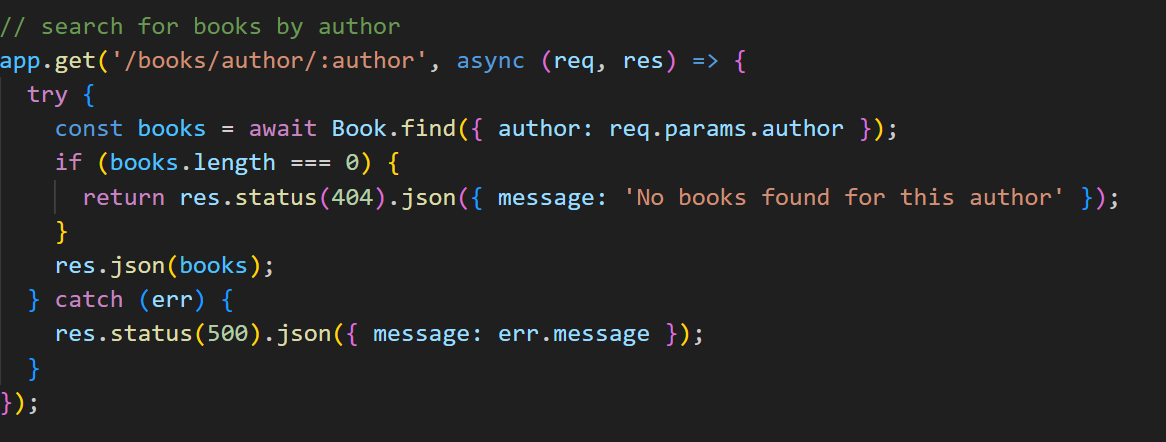 // search for books by author
app.get('/books/author/:author', async (req, res) => {
  try {
    const books = await Book.find({ author: req.params.author });
    if (books.length === 0) {
      return res.status(404).json({ message: 'No books found for this author' });
    }
    res.json(books);
  } catch (err) {
    res.status(500).json({ message: err.message });
  }
});